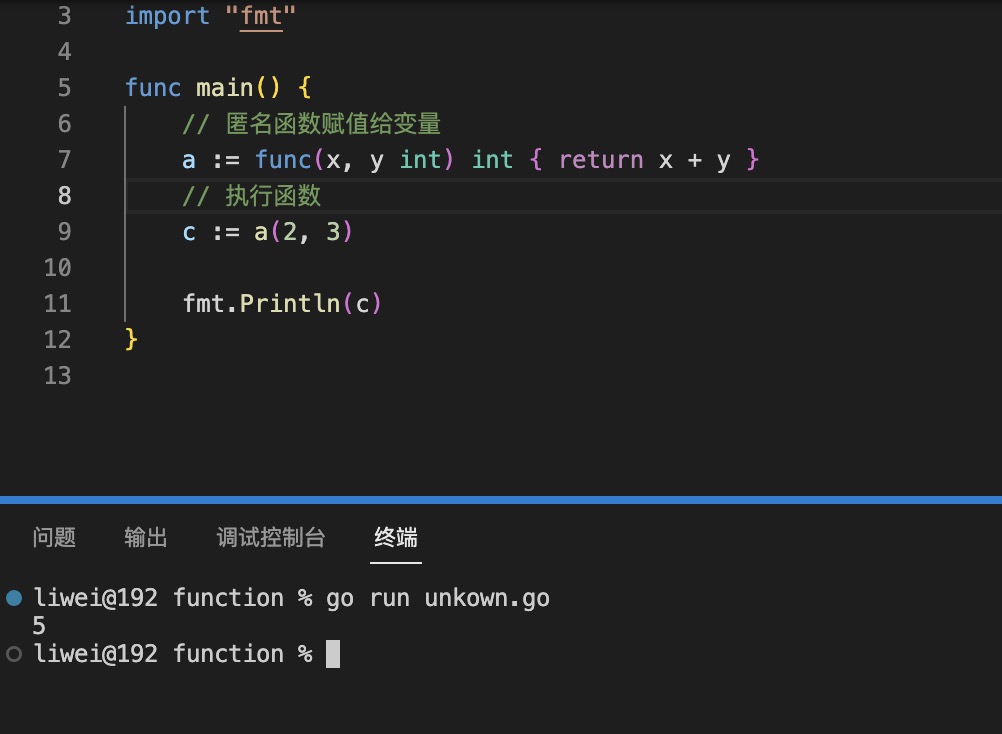 3 import "fmt"
4
5 func main() {
6 // 匿名函数赋值给变量
7 a := func(x, y int) int { return x + y }
8 // 执行函数
9 c := a(2, 3)
10
11 fmt.Println(c)
12 }
13
问题 输出 调试控制台 终端
liwei@192 function % go run unkown.go
5
liwei@192 function %